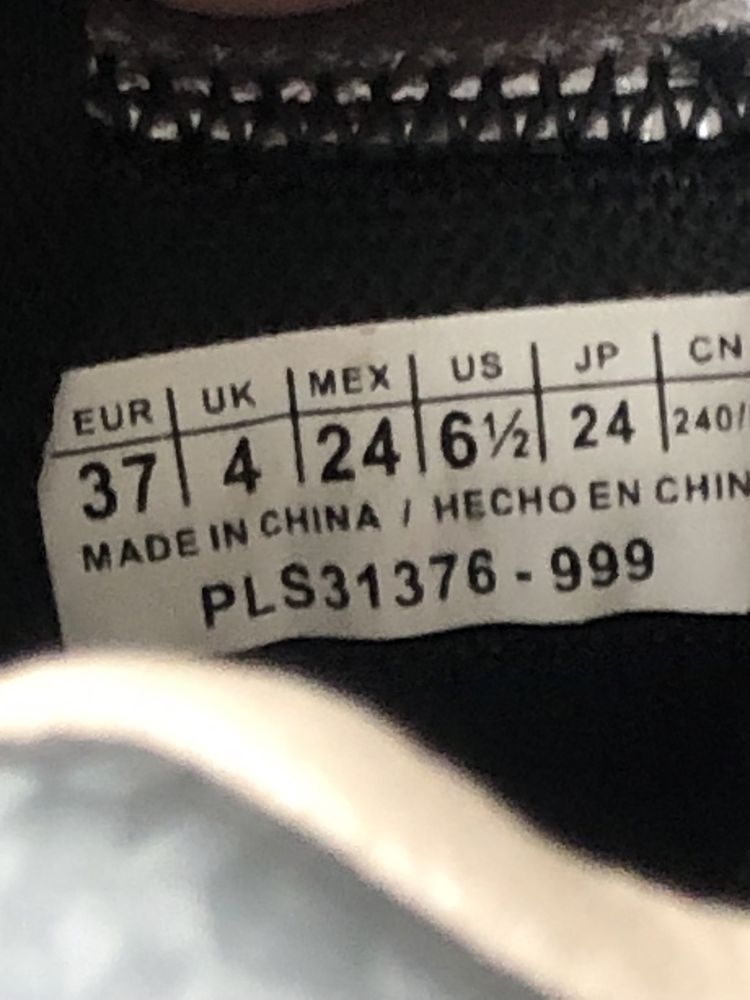 EUR | UK | MEX | US | JP | CN
37 | 4 | 24 | 6½ | 24 | 240/
MADE IN CHINA / HECHO EN CHIN
PLS31376 - 999